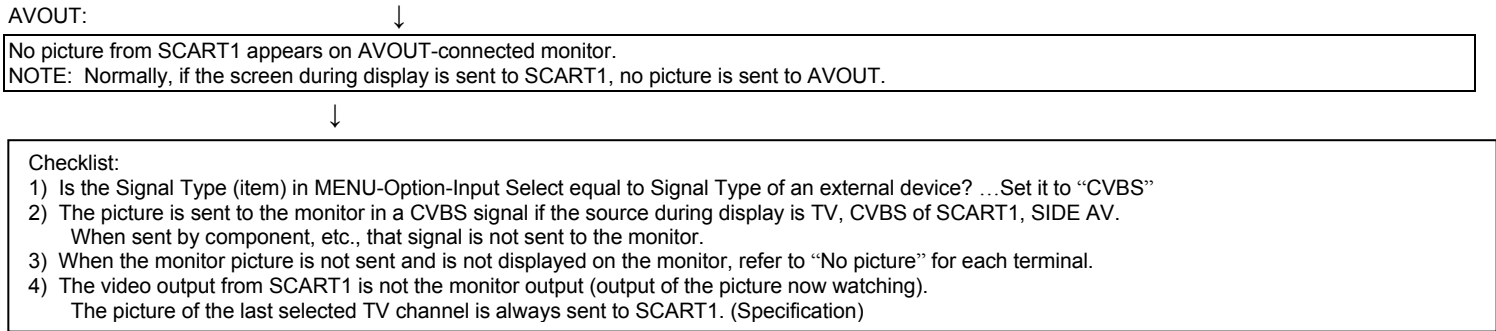 AVOUT: ↓
No picture from SCART1 appears on AVOUT-connected monitor.
NOTE: Normally, if the screen during display is sent to SCART1, no picture is sent to AVOUT.
↓
Checklist:
1) Is the Signal Type (item) in MENU-Option-Input Select equal to Signal Type of an external device? …Set it to “CVBS”
2) The picture is sent to the monitor in a CVBS signal if the source during display is TV, CVBS of SCART1, SIDE AV.
When sent by component, etc., that signal is not sent to the monitor.
3) When the monitor picture is not sent and is not displayed on the monitor, refer to “No picture” for each terminal.
4) The video output from SCART1 is not the monitor output (output of the picture now watching).
The picture of the last selected TV channel is always sent to SCART1. (Specification)